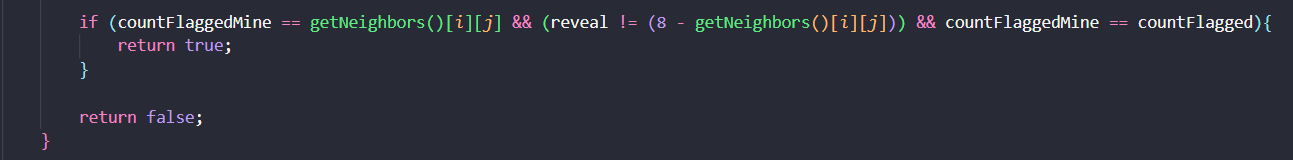 if (countFlaggedMine == getNeighbors()[i][j] && (reveal != (8 - getNeighbors()[i][j])) && countFlaggedMine == countFlagged){
return true;
}
return false;
}